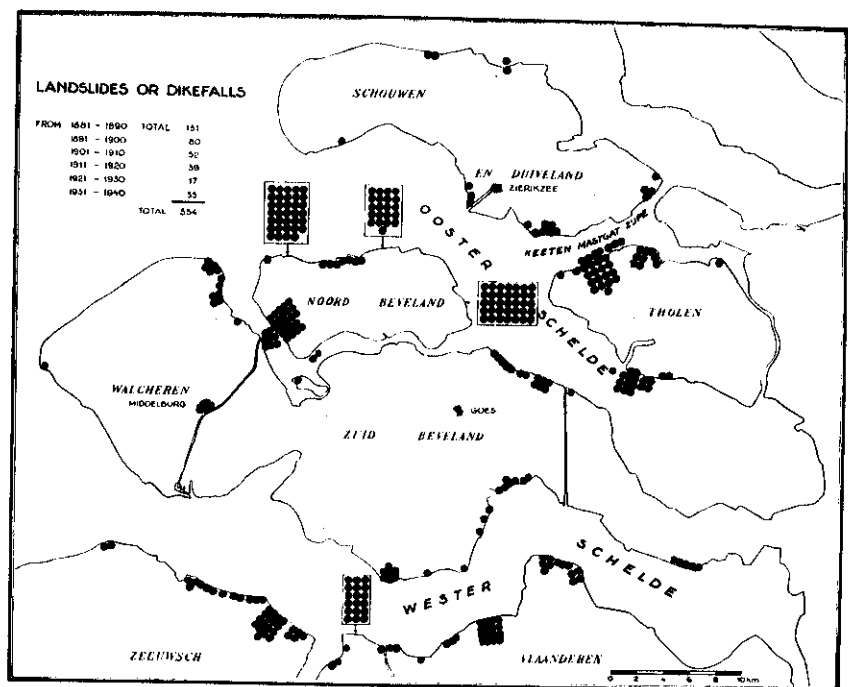 LANDSLIDES OR DIKEFALLS
FROM 1881 - 1890 TOTAL 131
1891 - 1900 80
1901 - 1910 52
1911 - 1920 39
1921 - 1930 17
1931 - 1940 35
TOTAL 354
SCHOUWEN
EN DUIVELAND
ZIERIKZEE
OOSTER
KEETEN MASTGAT ZIJPE
NOORD BEVELAND
SCHELDE
THOLEN
WALCHEREN
MIDDELBURG
GOES
ZUID BEVELAND
WESTER
SCHELDE
ZEEUWSCH
VLAANDEREN
0 2 4 6 8 10 km